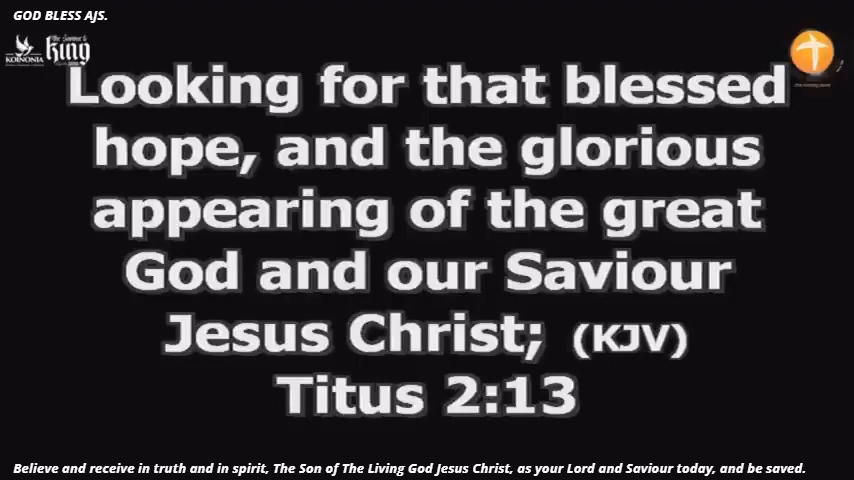 GOD BLESS AJS.
KOINONIA
King
Looking for that blessed
hope, and the glorious
appearing of the great
God and our Saviour
Jesus Christ; (KJV)
Titus 2:13
Believe and receive in truth and in spirit, The Son of The Living God Jesus Christ, as your Lord and Saviour today, and be saved.